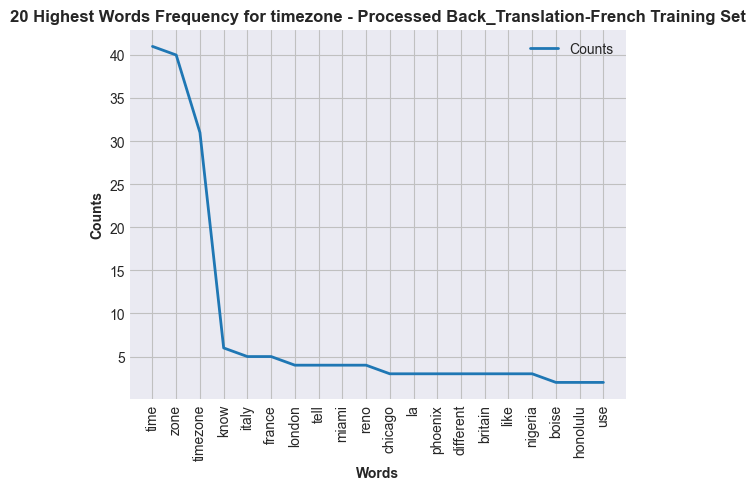 20 Highest Words Frequency for timezone - Processed Back_Translation-French Training Set
Counts
40
35
30
25
20
15
10
5
Counts
time
zone
timezone
know
italy
france
london
tell
miami
reno
chicago
la
phoenix
different
britain
like
nigeria
boise
honolulu
use
Words